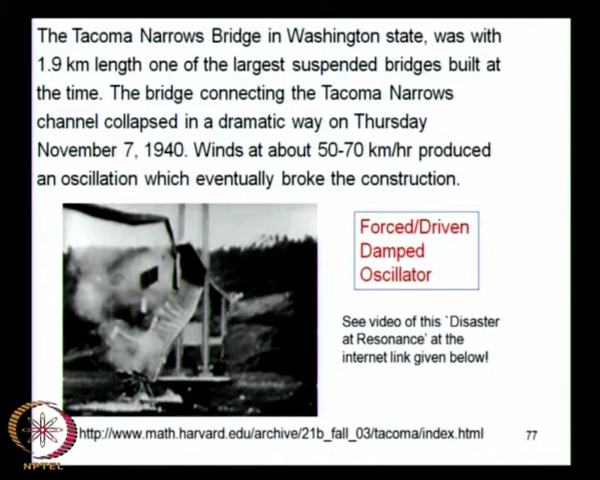 The Tacoma Narrows Bridge in Washington state, was with
1.9 km length one of the largest suspended bridges built at
the time. The bridge connecting the Tacoma Narrows
channel collapsed in a dramatic way on Thursday
November 7, 1940. Winds at about 50-70 km/hr produced
an oscillation which eventually broke the construction.
Forced/Driven
Damped
Oscillator
See video of this `Disaster
at Resonance' at the
internet link given below!
http://www.math.harvard.edu/archive/21b_fall_03/tacoma/index.html
77
NPTEL